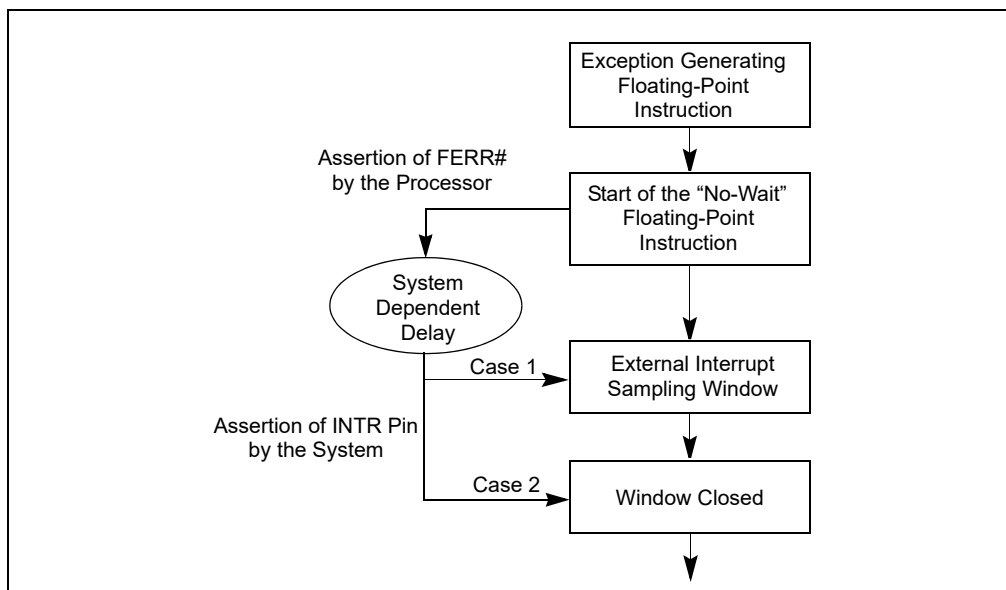 Exception Generating
Floating-Point
Instruction
Assertion of FERR#
by the Processor
Start of the “No-Wait”
Floating-Point
Instruction
System
Dependent
Delay
Case 1
External Interrupt
Sampling Window
Assertion of INTR Pin
by the System
Case 2
Window Closed